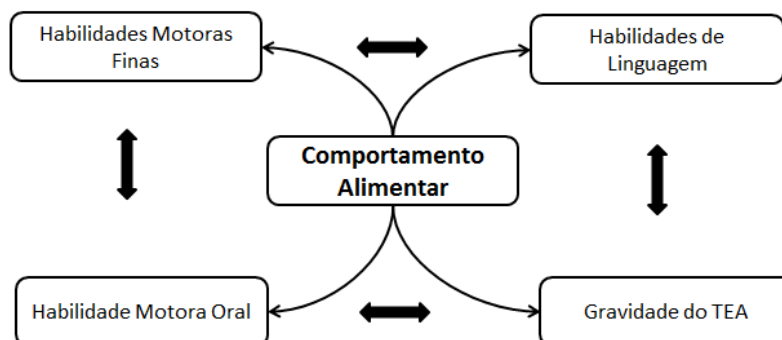 Habilidades Motoras
Finas
Habilidades de
Linguagem
Comportamento
Alimentar
Habilidade Motora Oral
Gravidade do TEA